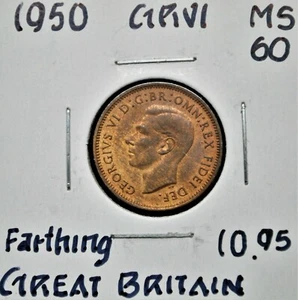 1950 GRVI MS
60
GEORGIVS VI D:G:BR:OMN:REX FIDEI DEF.
Farthing 10.95
GREAT BRITAIN